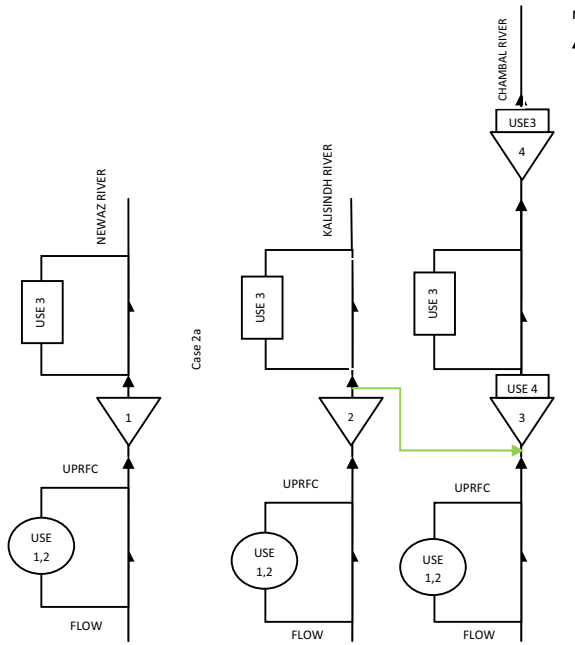 CHAMBAL RIVER
USE3
4
NEWAZ RIVER
KALISINDH RIVER
USE 3
USE 3
USE 3
Case 2a
USE 4
1
2
3
UPRFC
UPRFC
UPRFC
USE
1,2
USE
1,2
USE
1,2
FLOW
FLOW
FLOW